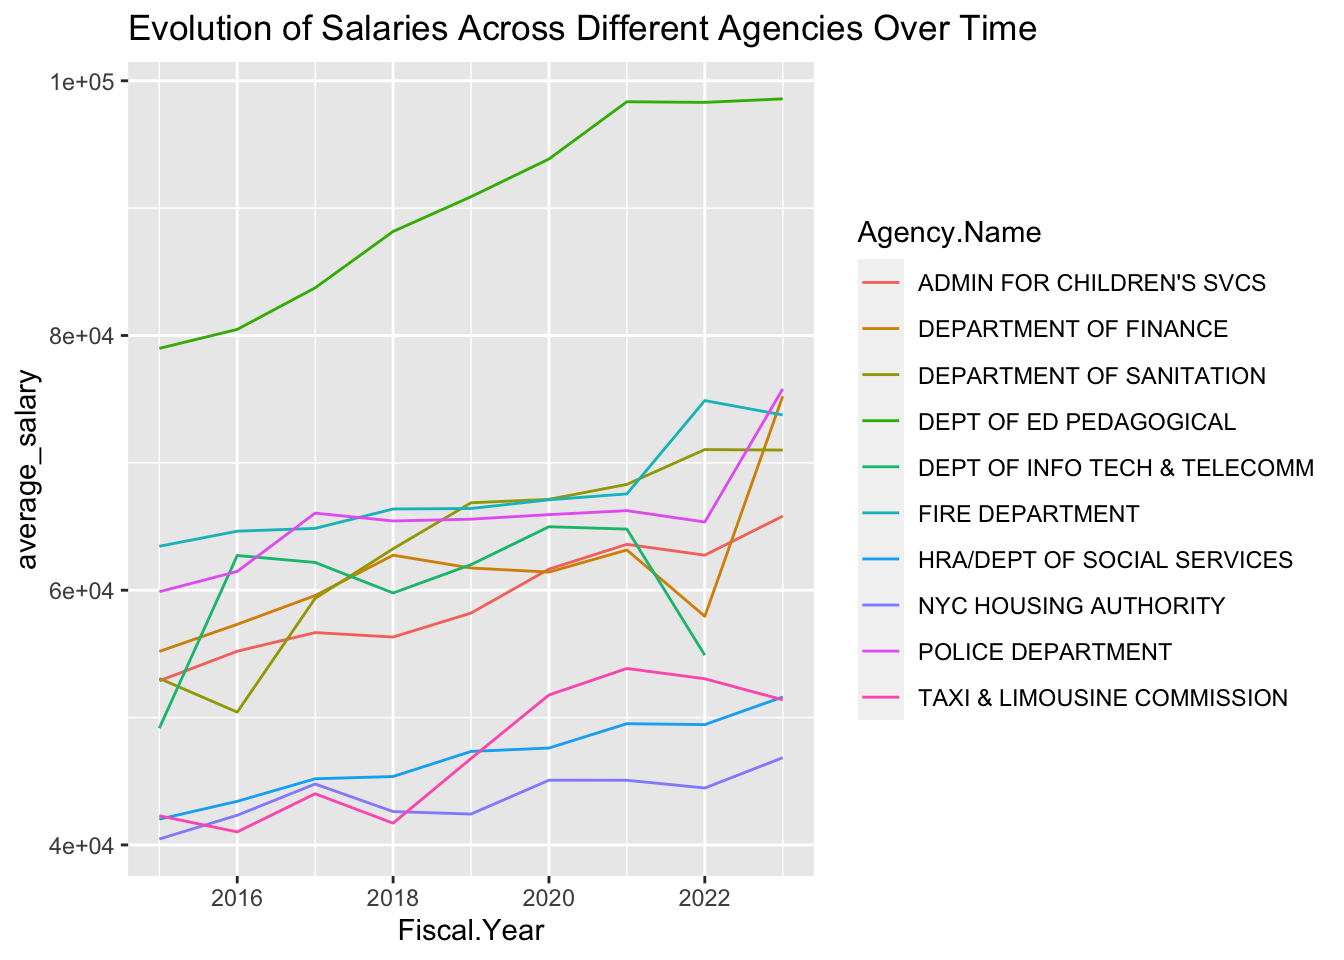 Evolution of Salaries Across Different Agencies Over Time
1e+05
8e+04
6e+04
4e+04
average_salary
2016
2018
2020
2022
Fiscal.Year
Agency.Name
ADMIN FOR CHILDREN'S SVCS
DEPARTMENT OF FINANCE
DEPARTMENT OF SANITATION
DEPT OF ED PEDAGOGICAL
DEPT OF INFO TECH & TELECOMM
FIRE DEPARTMENT
HRA/DEPT OF SOCIAL SERVICES
NYC HOUSING AUTHORITY
POLICE DEPARTMENT
TAXI & LIMOUSINE COMMISSION